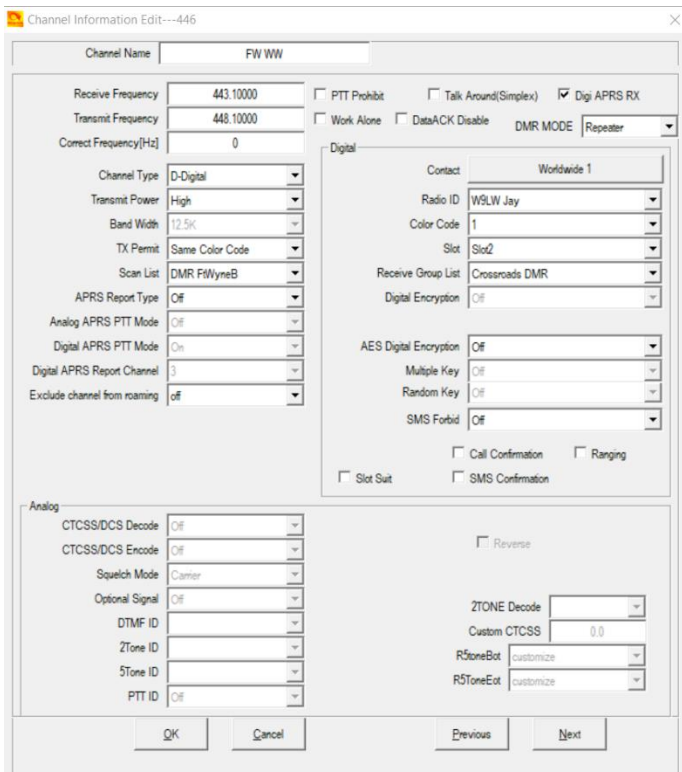 Channel Information Edit---446
Channel Name FW WW
Receive Frequency 443.10000 PTT Prohibit Talk Around(Simplex) Digi APRS RX
Transmit Frequency 448.10000 Work Alone DataACK Disable DMR MODE Repeater
Correct Frequency[Hz] 0
Digital
Contact Worldwide 1
Channel Type D-Digital
Transmit Power High Radio ID W9LW Jay
Band Width 12.5K Color Code 1
TX Permit Same Color Code Slot Slot2
Scan List DMR FtWyneB Receive Group List Crossroads DMR
APRS Report Type Off Digital Encryption Off
Analog APRS PTT Mode Off
Digital APRS PTT Mode On AES Digital Encryption Off
Digital APRS Report Channel 3 Multiple Key Off
Exclude channel from roaming off Random Key Off
SMS Forbid Off
Call Confirmation Ranging
Slot Suit SMS Confirmation
Analog
CTCSS/DCS Decode Off
CTCSS/DCS Encode Off Reverse
Squelch Mode Carrier
Optional Signal Off 2TONE Decode
DTMF ID Custom CTCSS 0.0
2Tone ID R5toneBot customize
5Tone ID R5ToneEot customize
PTT ID Off
OK Cancel Previous Next